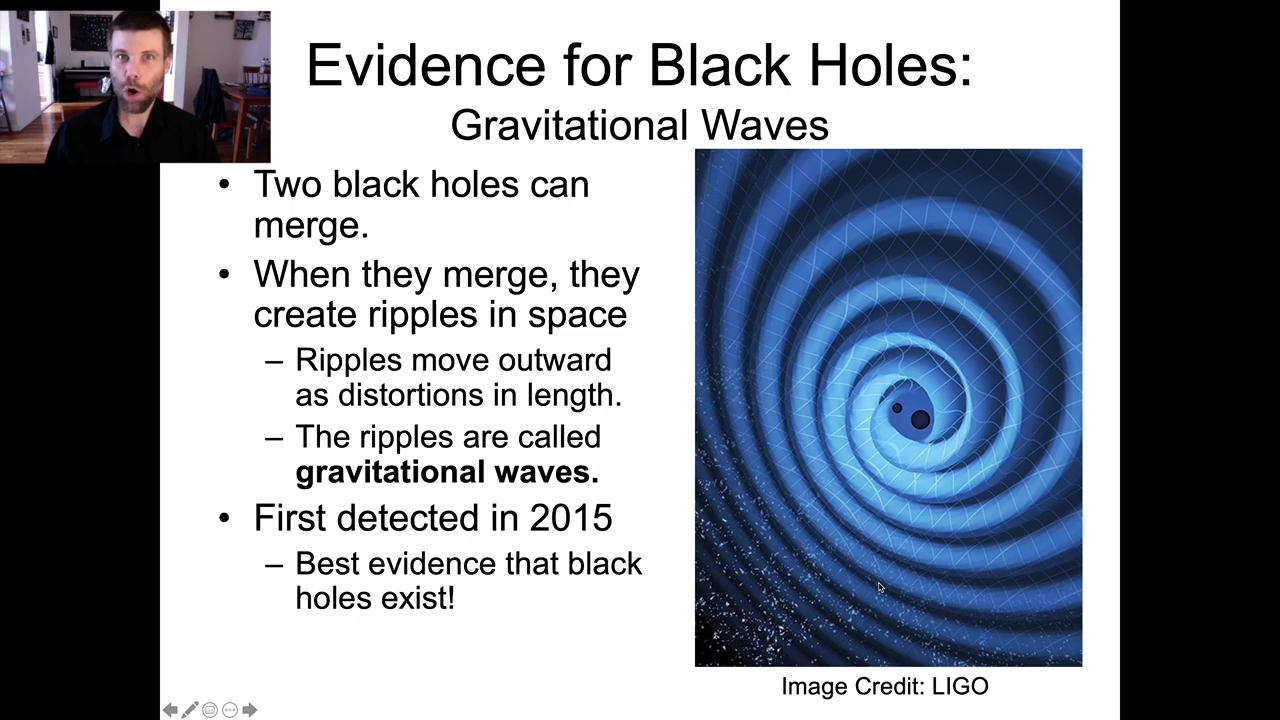 Evidence for Black Holes:
Gravitational Waves
• Two black holes can
merge.
• When they merge, they
create ripples in space
– Ripples move outward
as distortions in length.
– The ripples are called
gravitational waves.
• First detected in 2015
– Best evidence that black
holes exist!
Image Credit: LIGO